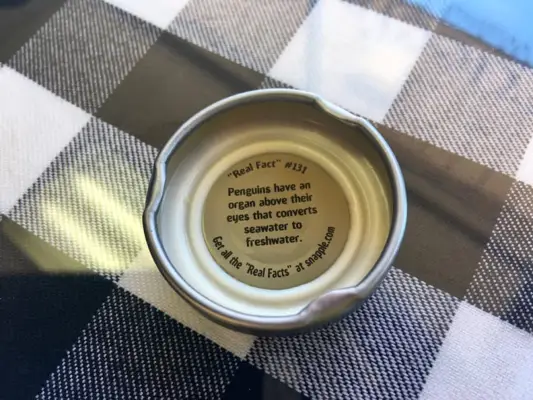 "Real Fact" #131
Penguins have an
organ above their
eyes that converts
seawater to
freshwater.
Get all the "Real Facts" at snapple.com